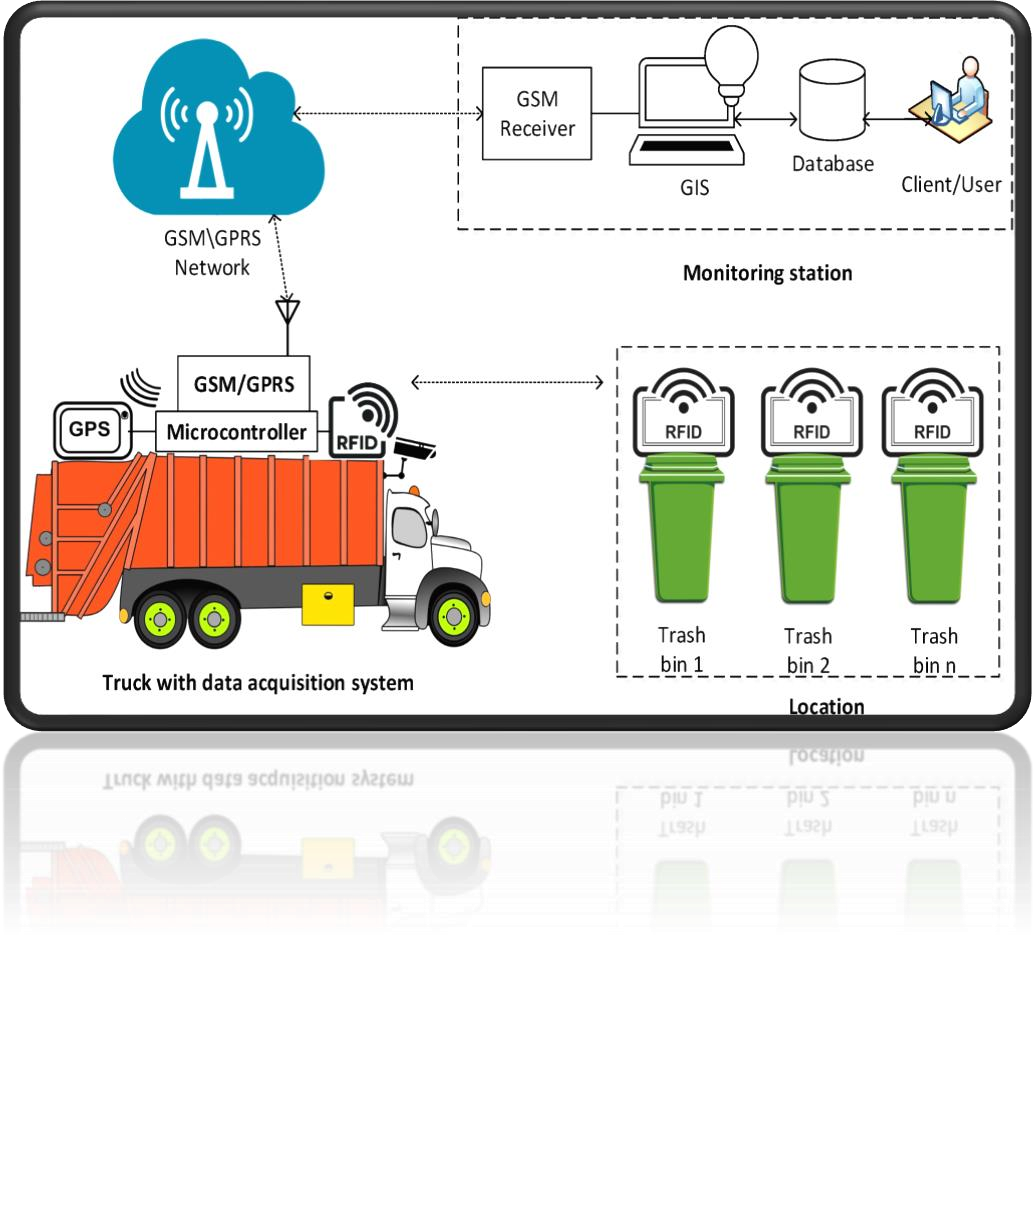 GSM
Receiver
GIS
Database
Client/User
GSM\GPRS
Network
Monitoring station
GSM/GPRS
GPS
Microcontroller
RFID
RFID
RFID
RFID
Trash
bin 1
Trash
bin 2
Trash
bin n
Truck with data acquisition system
Location